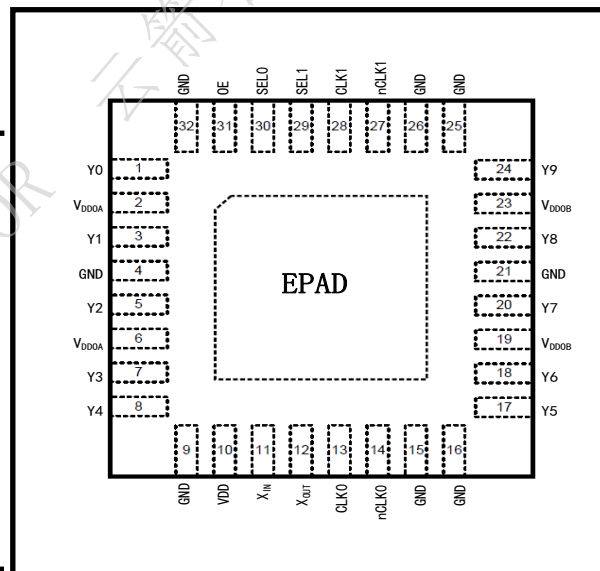 GND OE SEL0 SEL1 CLK1 nCLK1 GND GND
32 31 30 29 28 27 26 25
Y0 1 24 Y9
VDDOA 2 23 VDDOB
Y1 3 22 Y8
GND 4 21 GND
EPAD
Y2 5 20 Y7
VDDOA 6 19 VDDOB
Y3 7 18 Y6
Y4 8 17 Y5
9 10 11 12 13 14 15 16
GND VDD XIN XOUT CLK0 nCLK0 GND GND
云箭
OR